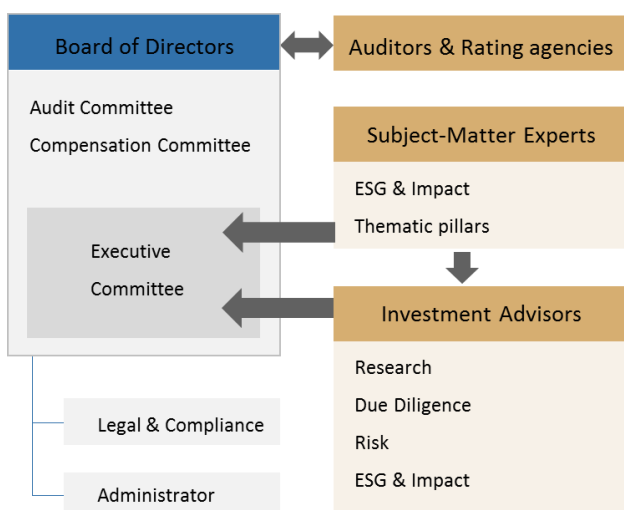 Board of Directors
Audit Committee
Compensation Committee
Executive
Committee
Legal & Compliance
Administrator
Auditors & Rating agencies
Subject-Matter Experts
ESG & Impact
Thematic pillars
Investment Advisors
Research
Due Diligence
Risk
ESG & Impact